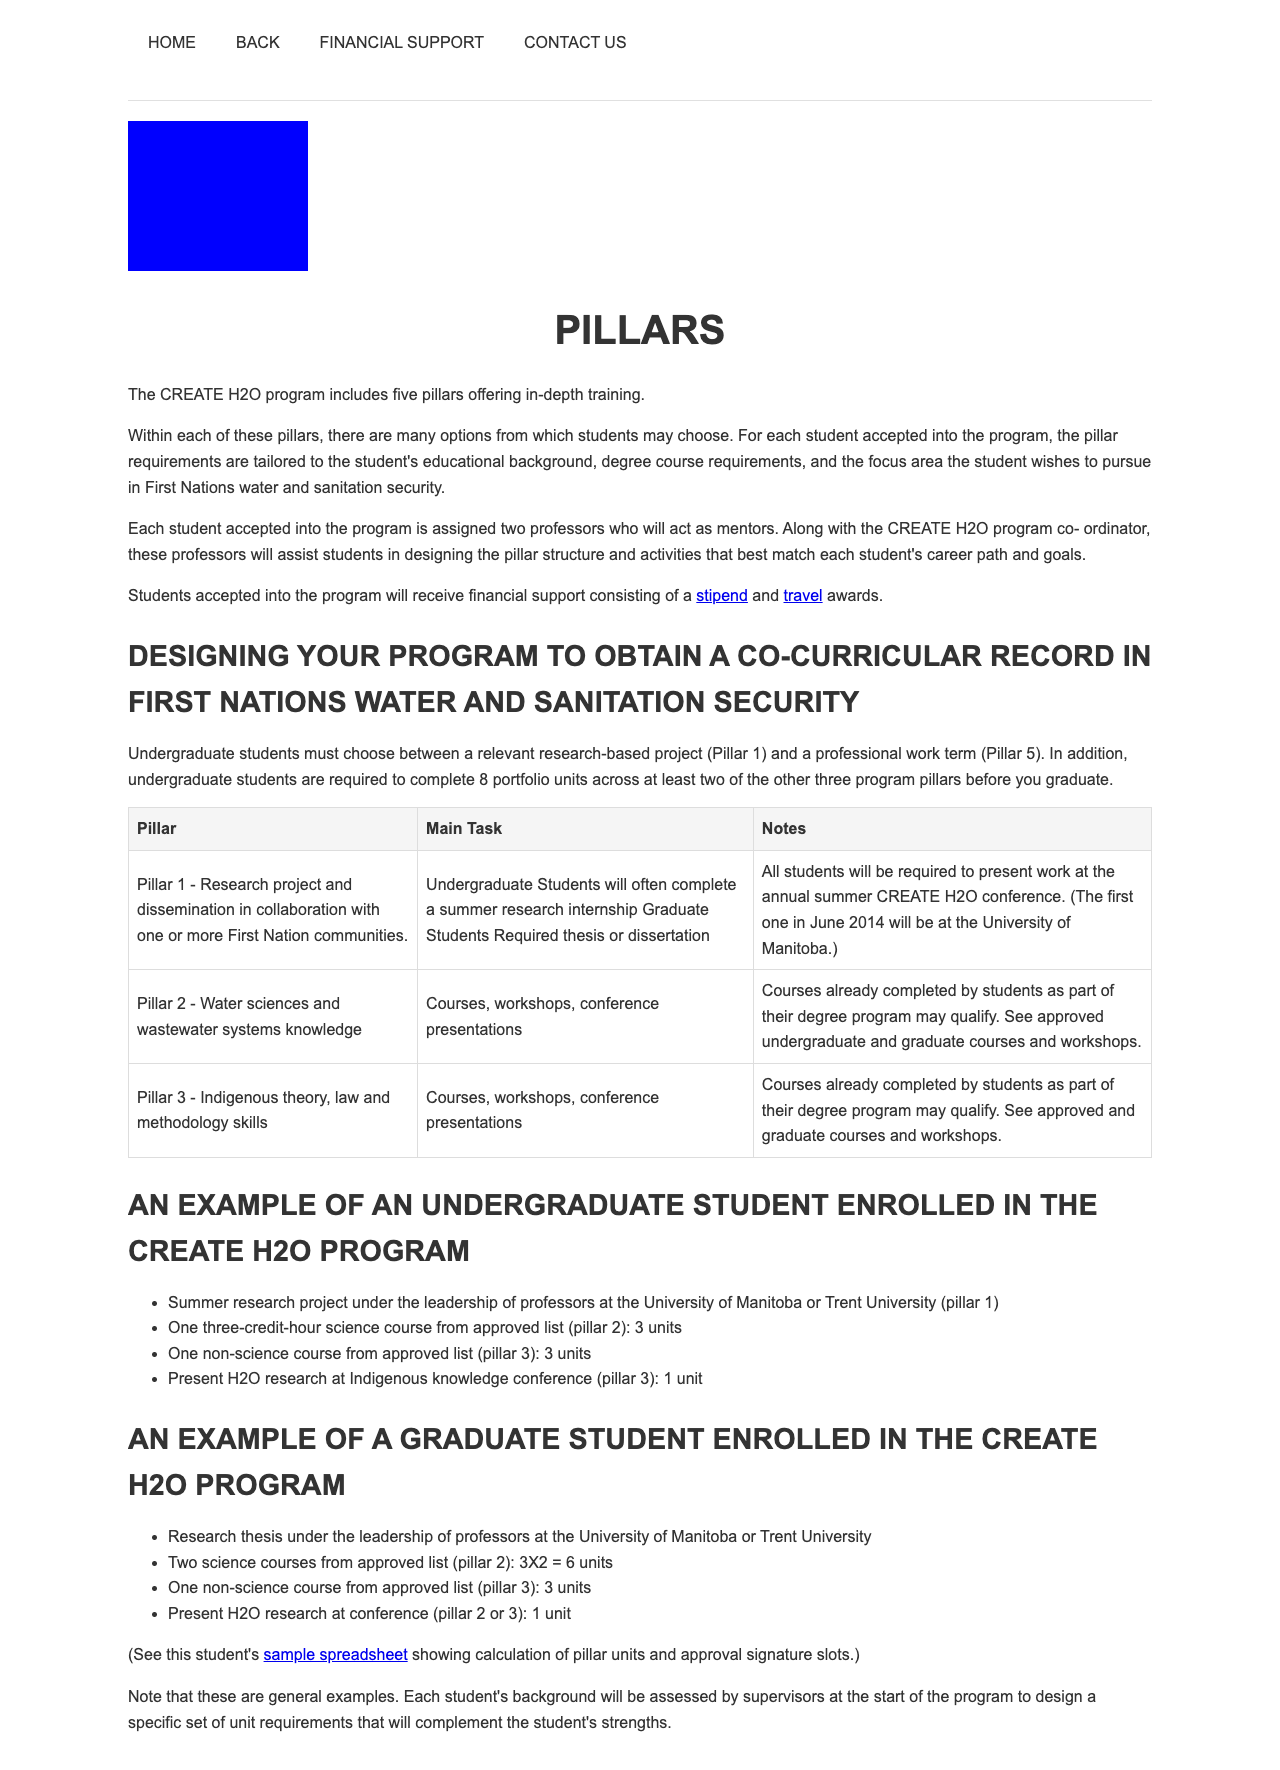 HOME BACK FINANCIAL SUPPORT CONTACT US
PILLARS
The CREATE H2O program includes five pillars offering in-depth training.
Within each of these pillars, there are many options from which students may choose. For each student accepted into the program, the pillar
requirements are tailored to the student's educational background, degree course requirements, and the focus area the student wishes to pursue
in First Nations water and sanitation security.
Each student accepted into the program is assigned two professors who will act as mentors. Along with the CREATE H2O program co- ordinator,
these professors will assist students in designing the pillar structure and activities that best match each student's career path and goals.
Students accepted into the program will receive financial support consisting of a stipend and travel awards.
DESIGNING YOUR PROGRAM TO OBTAIN A CO-CURRICULAR RECORD IN
FIRST NATIONS WATER AND SANITATION SECURITY
Undergraduate students must choose between a relevant research-based project (Pillar 1) and a professional work term (Pillar 5). In addition,
undergraduate students are required to complete 8 portfolio units across at least two of the other three program pillars before you graduate.
Pillar Main Task Notes
Pillar 1 - Research project and
dissemination in collaboration with
one or more First Nation communities.
Undergraduate Students will often complete
a summer research internship Graduate
Students Required thesis or dissertation
All students will be required to present work at the
annual summer CREATE H2O conference. (The first
one in June 2014 will be at the University of
Manitoba.)
Pillar 2 - Water sciences and
wastewater systems knowledge
Courses, workshops, conference
presentations
Courses already completed by students as part of
their degree program may qualify. See approved
undergraduate and graduate courses and workshops.
Pillar 3 - Indigenous theory, law and
methodology skills
Courses, workshops, conference
presentations
Courses already completed by students as part of
their degree program may qualify. See approved and
graduate courses and workshops.
AN EXAMPLE OF AN UNDERGRADUATE STUDENT ENROLLED IN THE
CREATE H2O PROGRAM
• Summer research project under the leadership of professors at the University of Manitoba or Trent University (pillar 1)
• One three-credit-hour science course from approved list (pillar 2): 3 units
• One non-science course from approved list (pillar 3): 3 units
• Present H2O research at Indigenous knowledge conference (pillar 3): 1 unit
AN EXAMPLE OF A GRADUATE STUDENT ENROLLED IN THE CREATE
H2O PROGRAM
• Research thesis under the leadership of professors at the University of Manitoba or Trent University
• Two science courses from approved list (pillar 2): 3X2 = 6 units
• One non-science course from approved list (pillar 3): 3 units
• Present H2O research at conference (pillar 2 or 3): 1 unit
(See this student's sample spreadsheet showing calculation of pillar units and approval signature slots.)
Note that these are general examples. Each student's background will be assessed by supervisors at the start of the program to design a
specific set of unit requirements that will complement the student's strengths.